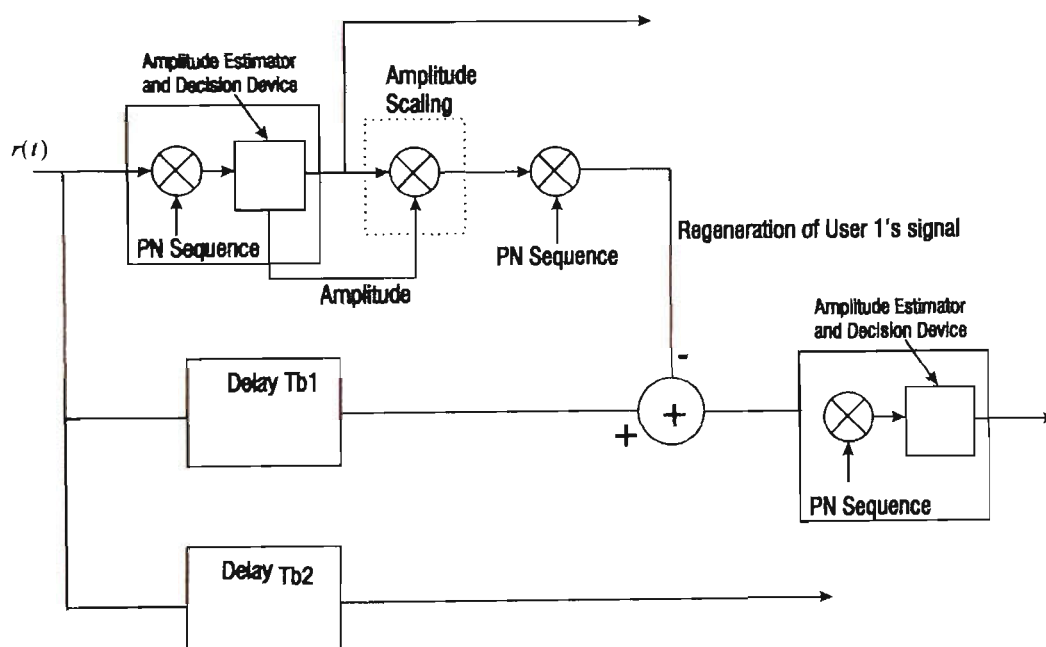 Amplitude Estimator
and Decision Device
Amplitude
Scaling
r(t)
PN Sequence
PN Sequence
Amplitude
Regeneration of User 1's signal
Amplitude Estimator
and Decision Device
-
Delay Tb1
+
+
PN Sequence
Delay Tb2